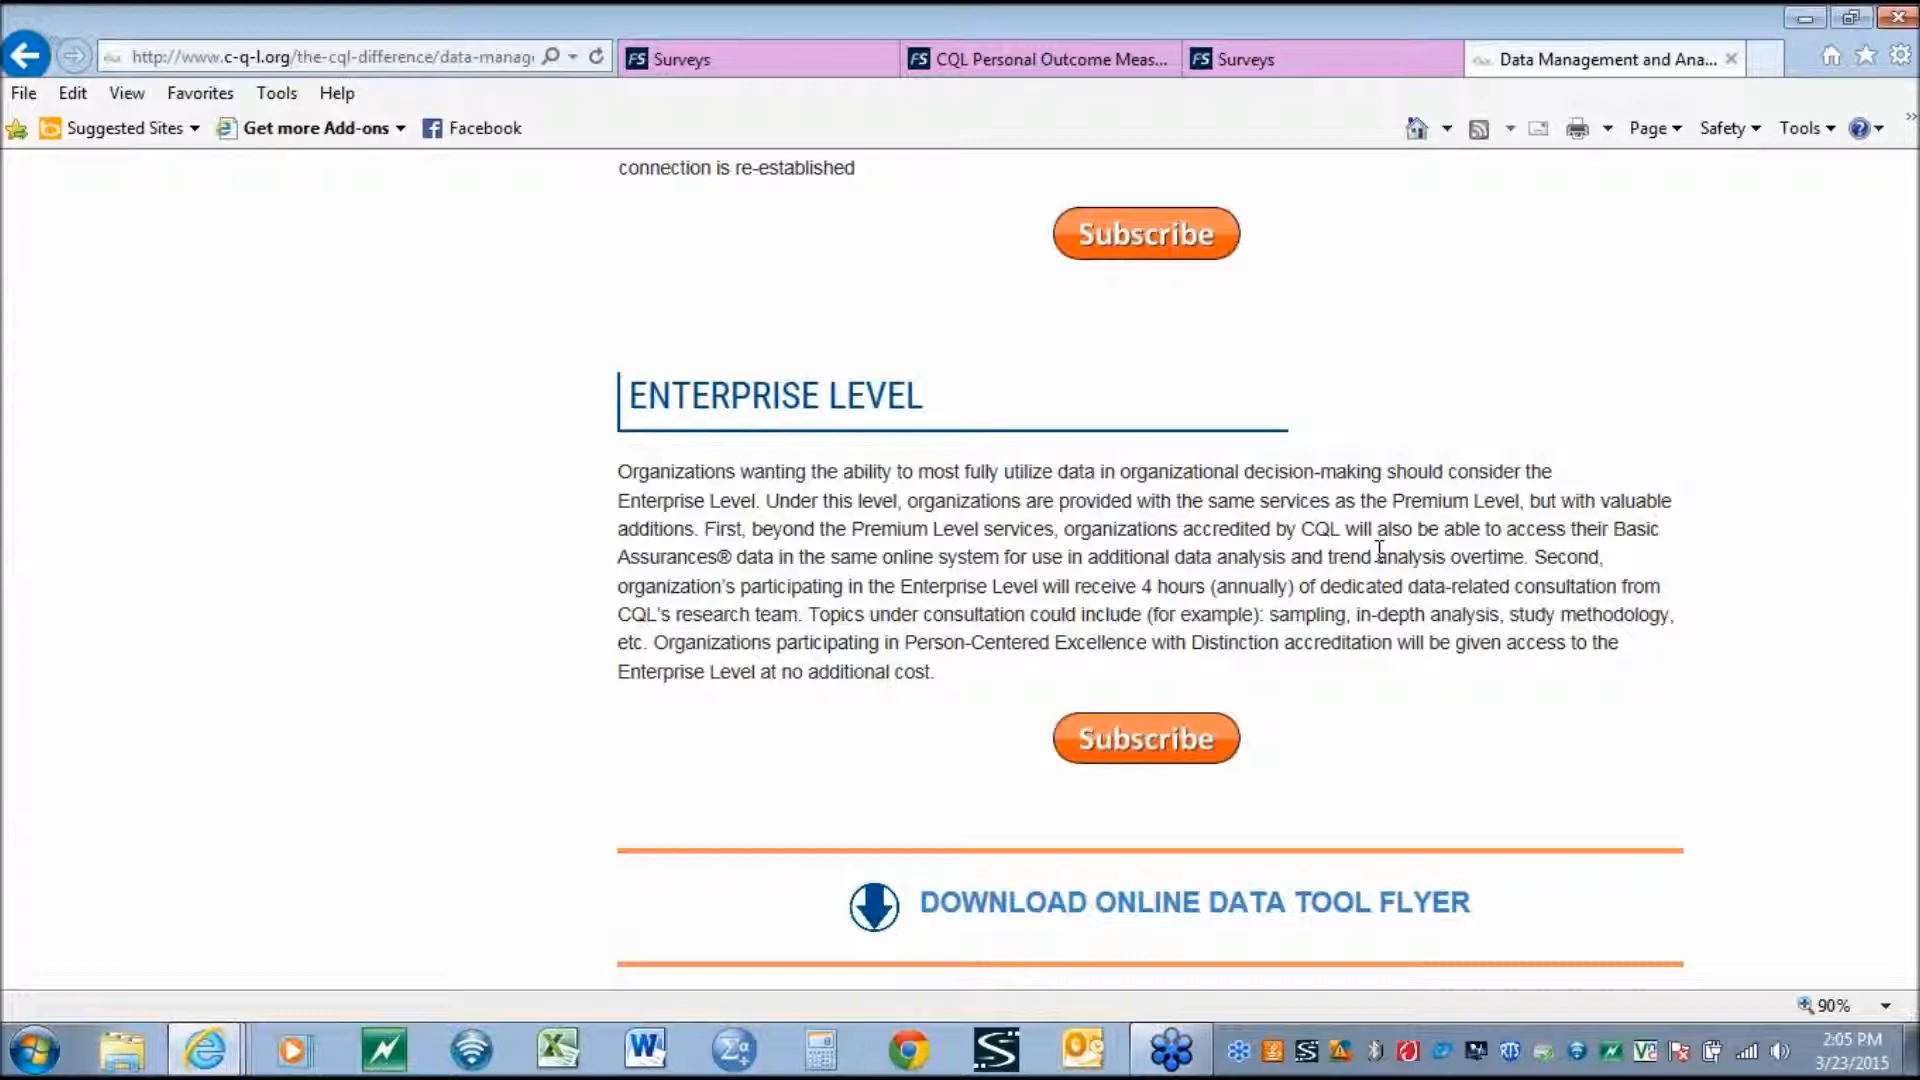 http://www.c-q-l.org/the-cql-difference/data-manag
Surveys
CQL Personal Outcome Meas...
Surveys
Data Management and Ana...
File Edit View Favorites Tools Help
Suggested Sites Get more Add-ons Facebook
Page Safety Tools
connection is re-established
Subscribe
ENTERPRISE LEVEL
Organizations wanting the ability to most fully utilize data in organizational decision-making should consider the
Enterprise Level. Under this level, organizations are provided with the same services as the Premium Level, but with valuable
additions. First, beyond the Premium Level services, organizations accredited by CQL will also be able to access their Basic
Assurances® data in the same online system for use in additional data analysis and trend analysis overtime. Second,
organization's participating in the Enterprise Level will receive 4 hours (annually) of dedicated data-related consultation from
CQL's research team. Topics under consultation could include (for example): sampling, in-depth analysis, study methodology,
etc. Organizations participating in Person-Centered Excellence with Distinction accreditation will be given access to the
Enterprise Level at no additional cost.
Subscribe
DOWNLOAD ONLINE DATA TOOL FLYER
90%
2:05 PM
3/23/2015